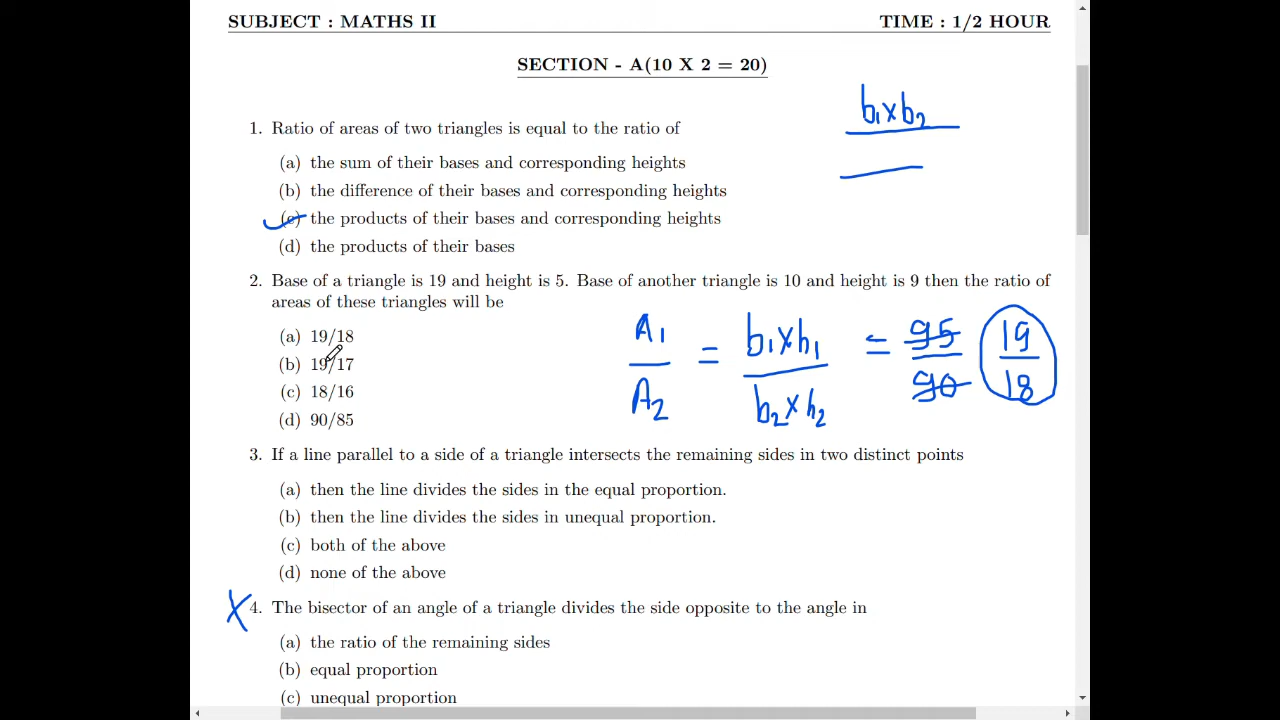 SUBJECT : MATHS II TIME : 1/2 HOUR
SECTION - A(10 X 2 = 20)
b1xb2
1. Ratio of areas of two triangles is equal to the ratio of
(a) the sum of their bases and corresponding heights
(b) the difference of their bases and corresponding heights
(c) the products of their bases and corresponding heights
(d) the products of their bases
2. Base of a triangle is 19 and height is 5. Base of another triangle is 10 and height is 9 then the ratio of
areas of these triangles will be
(a) 19/18
(b) 19/17
(c) 18/16
(d) 90/85
A1/A2 = b1xh1/b2xh2 = 95/90 19/18
3. If a line parallel to a side of a triangle intersects the remaining sides in two distinct points
(a) then the line divides the sides in the equal proportion.
(b) then the line divides the sides in unequal proportion.
(c) both of the above
(d) none of the above
X 4. The bisector of an angle of a triangle divides the side opposite to the angle in
(a) the ratio of the remaining sides
(b) equal proportion
(c) unequal proportion